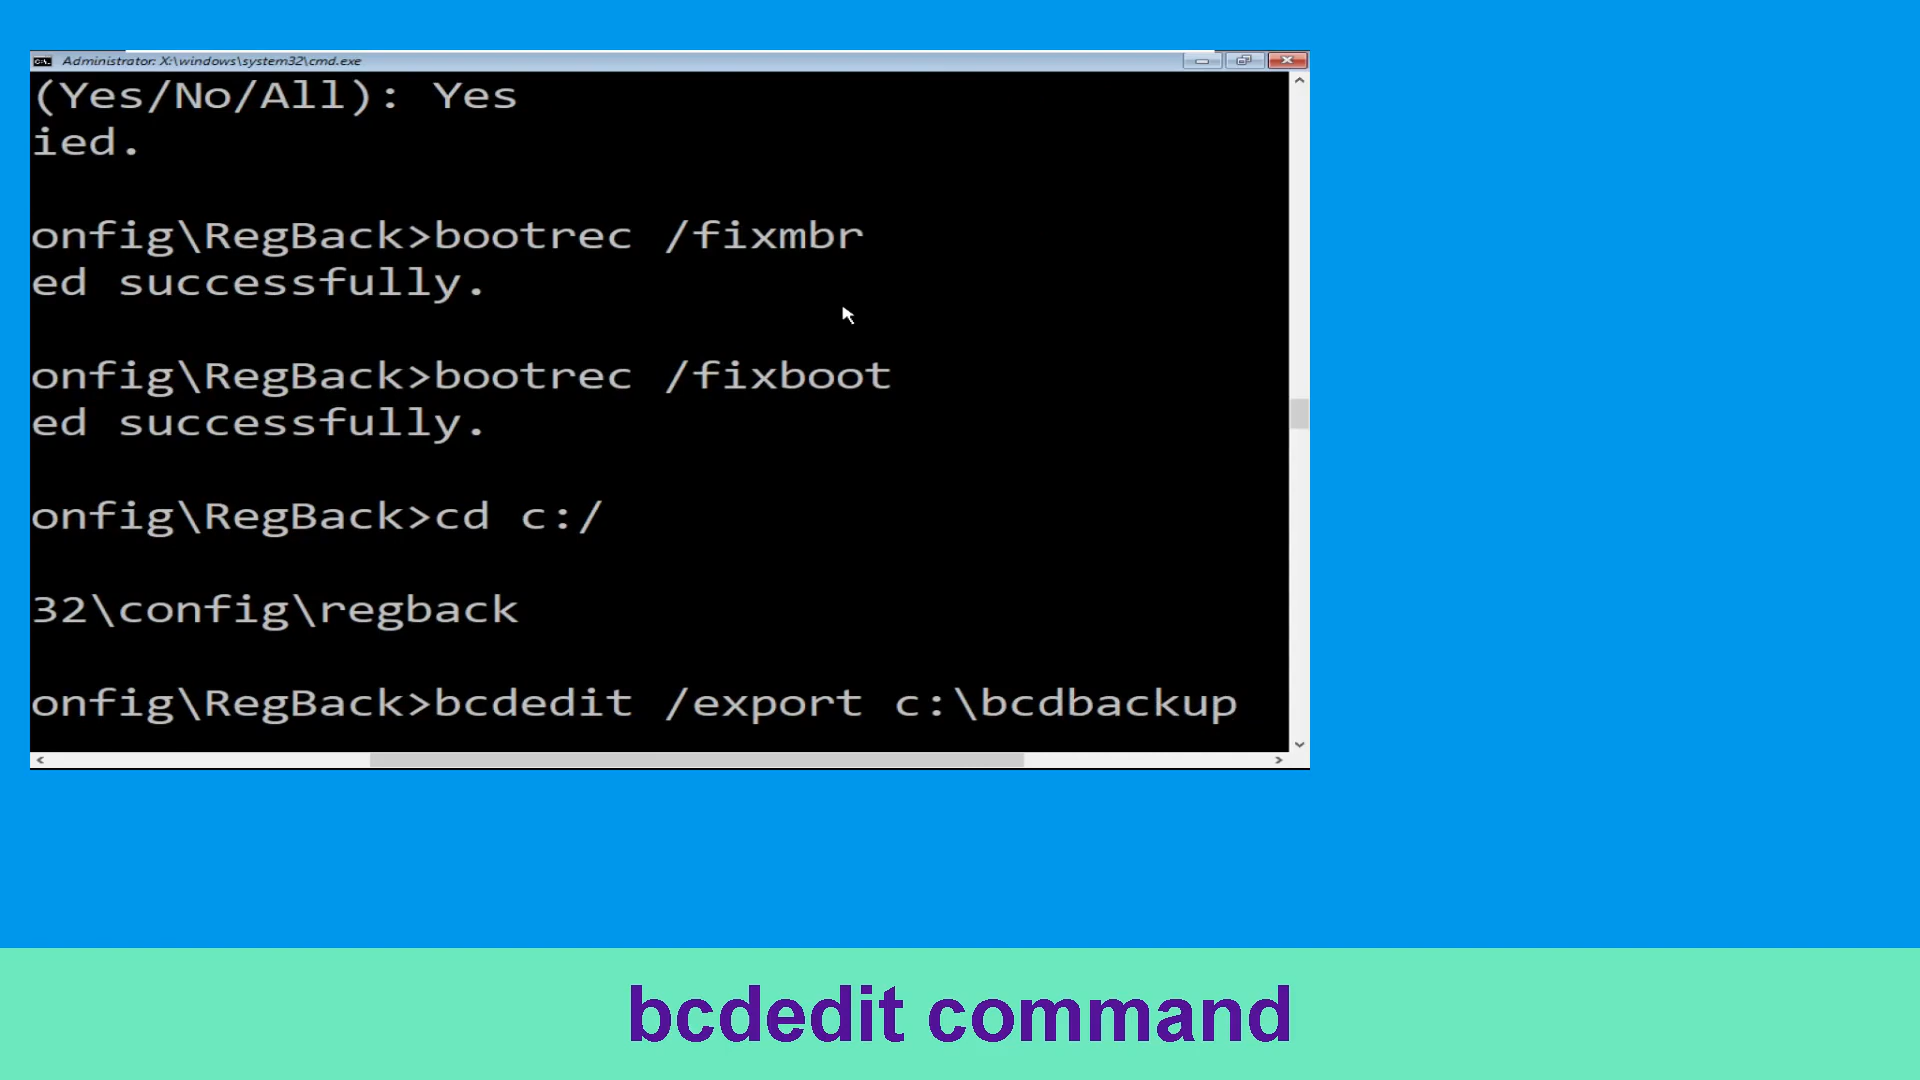 Administrator: X:\windows\system32\cmd.exe
(Yes/No/All): Yes
ied.
onfig\RegBack>bootrec /fixmbr
ed successfully.
onfig\RegBack>bootrec /fixboot
ed successfully.
onfig\RegBack>cd c:/
32\config\regback
onfig\RegBack>bcdedit /export c:\bcdbackup
bcdedit command